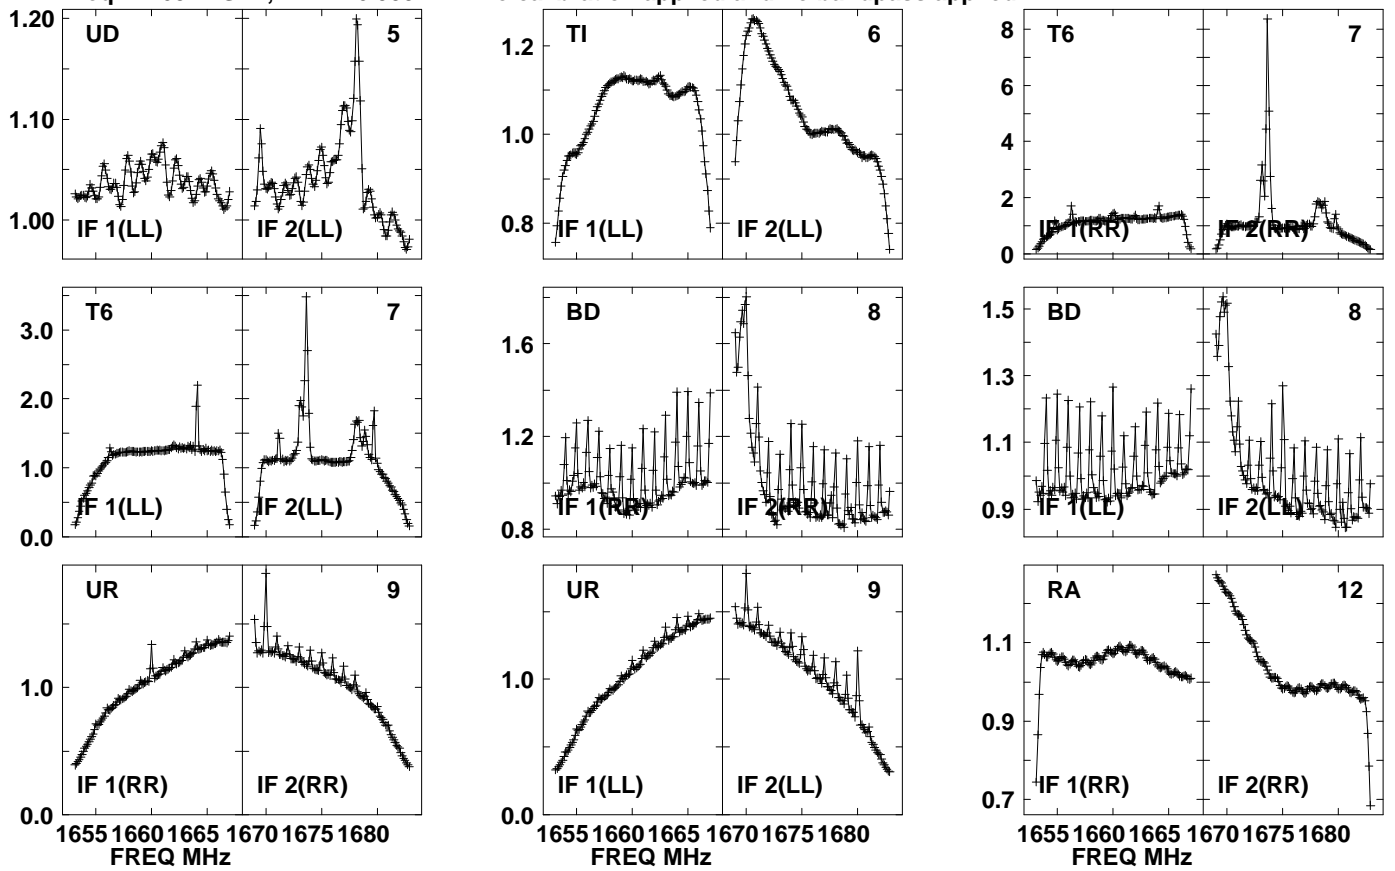 UD 5 TI 6 T6 7
1.20 1.2 8
1.10 1.0 6
4
1.00 0.8 2
IF 1(LL) IF 2(LL) IF 1(LL) IF 2(LL) IF 1(RR) IF 2(RR)
0
T6 7 BD 8 BD 8
3.0 1.6 1.5
2.0 1.3
1.2 1.1
1.0
IF 1(LL) IF 2(LL) IF 1(RR) IF 2(RR) IF 1(LL) IF 2(LL)
0.0 0.8 0.9
UR 9 UR 9 RA 12
1.1
1.0 1.0
0.9
IF 1(RR) IF 2(RR) IF 1(LL) IF 2(LL) IF 1(RR) IF 2(RR)
0.0 0.0 0.7
1655 1660 1665 1670 1675 1680 1655 1660 1665 1670 1675 1680 1655 1660 1665 1670 1675 1680
FREQ MHz FREQ MHz FREQ MHz